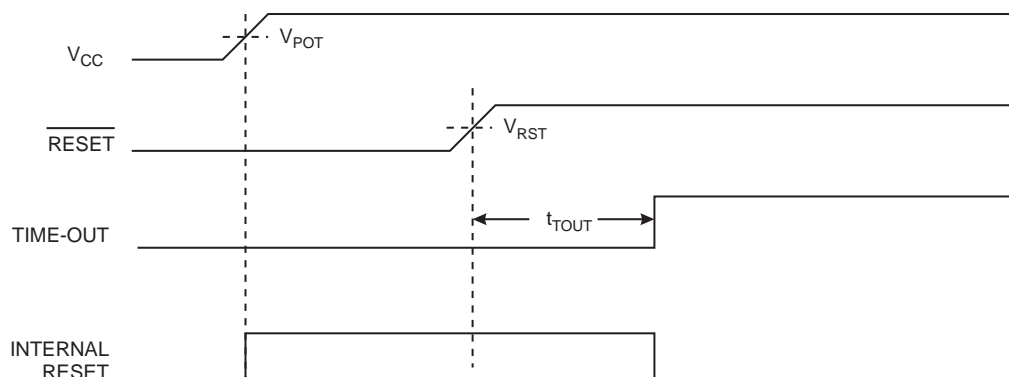 V_CC
V_POT
RESET
V_RST
TIME-OUT
t_TOUT
INTERNAL
RESET